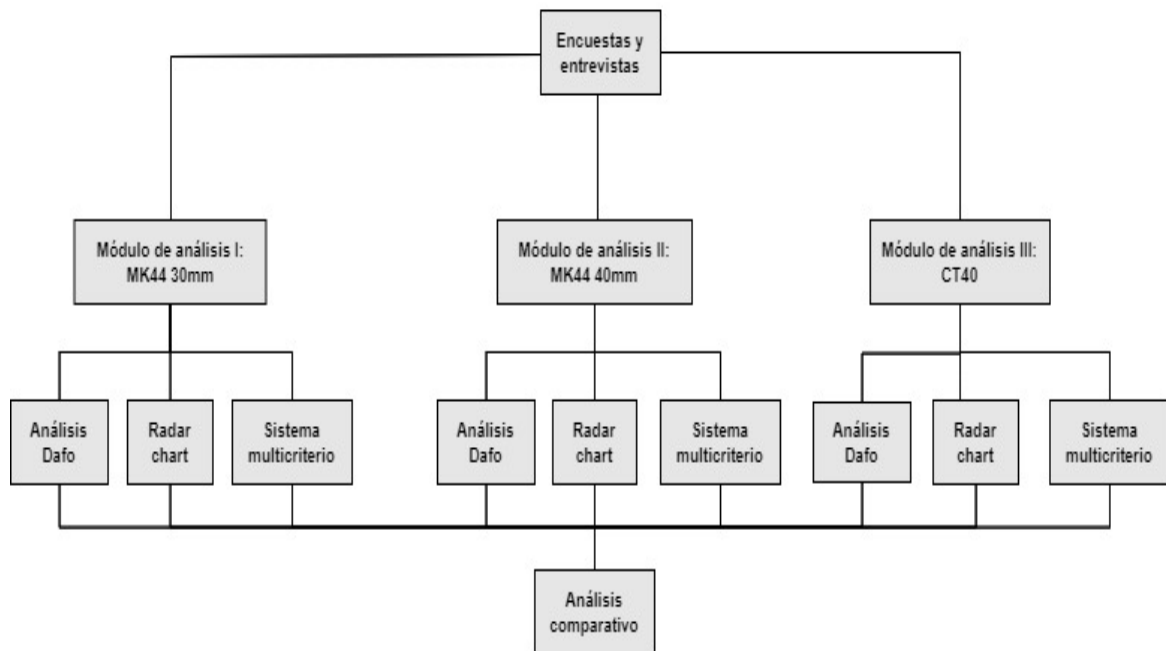 Encuestas y
entrevistas
Módulo de análisis I:
MK44 30mm
Módulo de análisis II:
MK44 40mm
Módulo de análisis III:
CT40
Análisis
Dafo
Radar
chart
Sistema
multicriterio
Análisis
Dafo
Radar
chart
Sistema
multicriterio
Análisis
Dafo
Radar
chart
Sistema
multicriterio
Análisis
comparativo